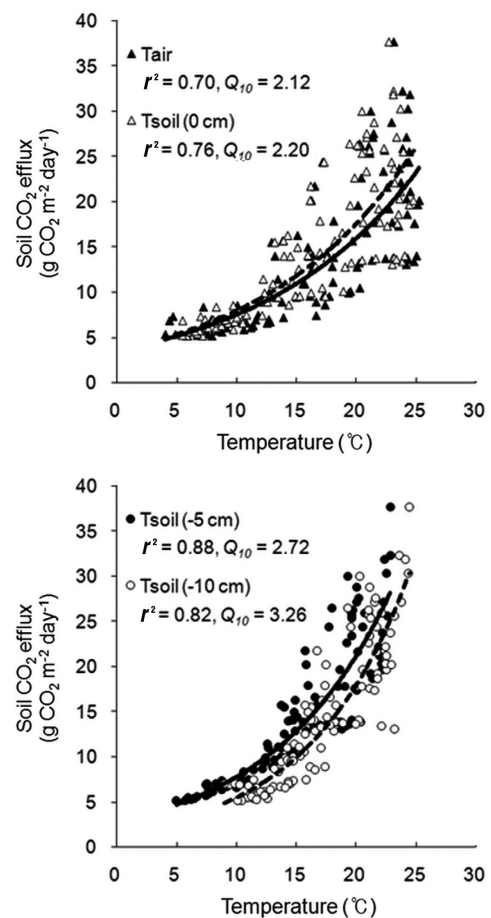 40
35
▲ Tair
r² = 0.70, Q₁₀ = 2.12
30
△ Tsoil (0 cm)
25
r² = 0.76, Q₁₀ = 2.20
20
15
10
5
0
Soil CO₂ efflux
(g CO₂ m⁻² day⁻¹)
0 5 10 15 20 25 30
Temperature (℃)
40
35
● Tsoil (-5 cm)
r² = 0.88, Q₁₀ = 2.72
30
○ Tsoil (-10 cm)
25
r² = 0.82, Q₁₀ = 3.26
20
15
10
5
0
Soil CO₂ efflux
(g CO₂ m⁻² day⁻¹)
0 5 10 15 20 25 30
Temperature (℃)